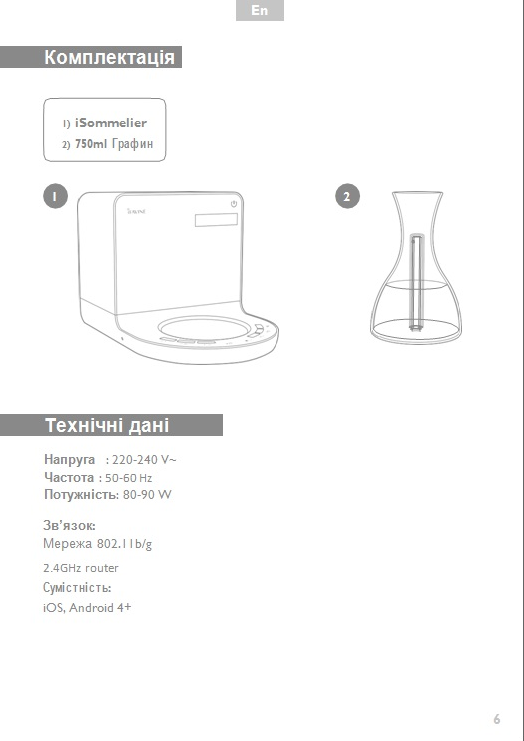 En
Комплектація
1) iSommelier
2) 750ml Графин
1
2
Технічні дані
Напруга : 220-240 V~
Частота : 50-60 Hz
Потужність: 80-90 W
Зв'язок:
Мережа 802.11b/g
2.4GHz router
Сумістність:
iOS, Android 4+
6